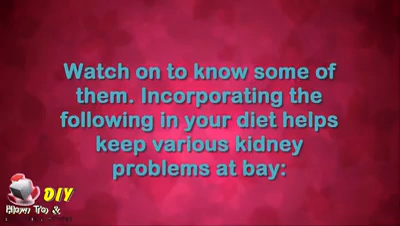 Watch on to know some of
them. Incorporating the
following in your diet helps
keep various kidney
problems at bay:
DIY